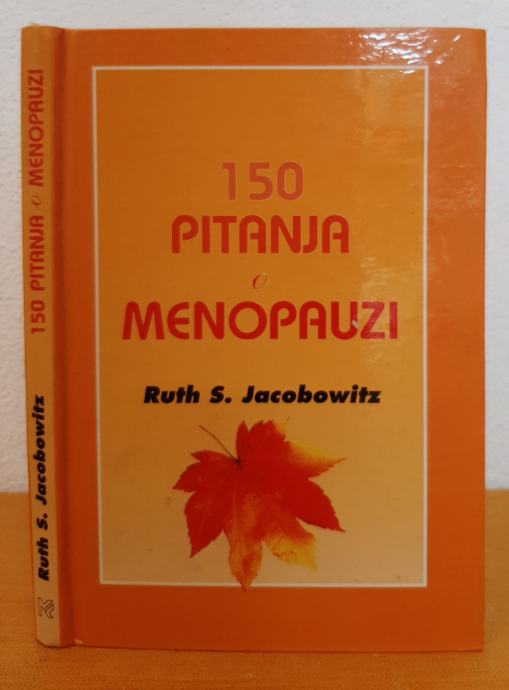 150
PITANJA
o
MENOPAUZI
Ruth S. Jacobowitz
150 PITANJA o MENOPAUZI
Ruth S. Jacobowitz